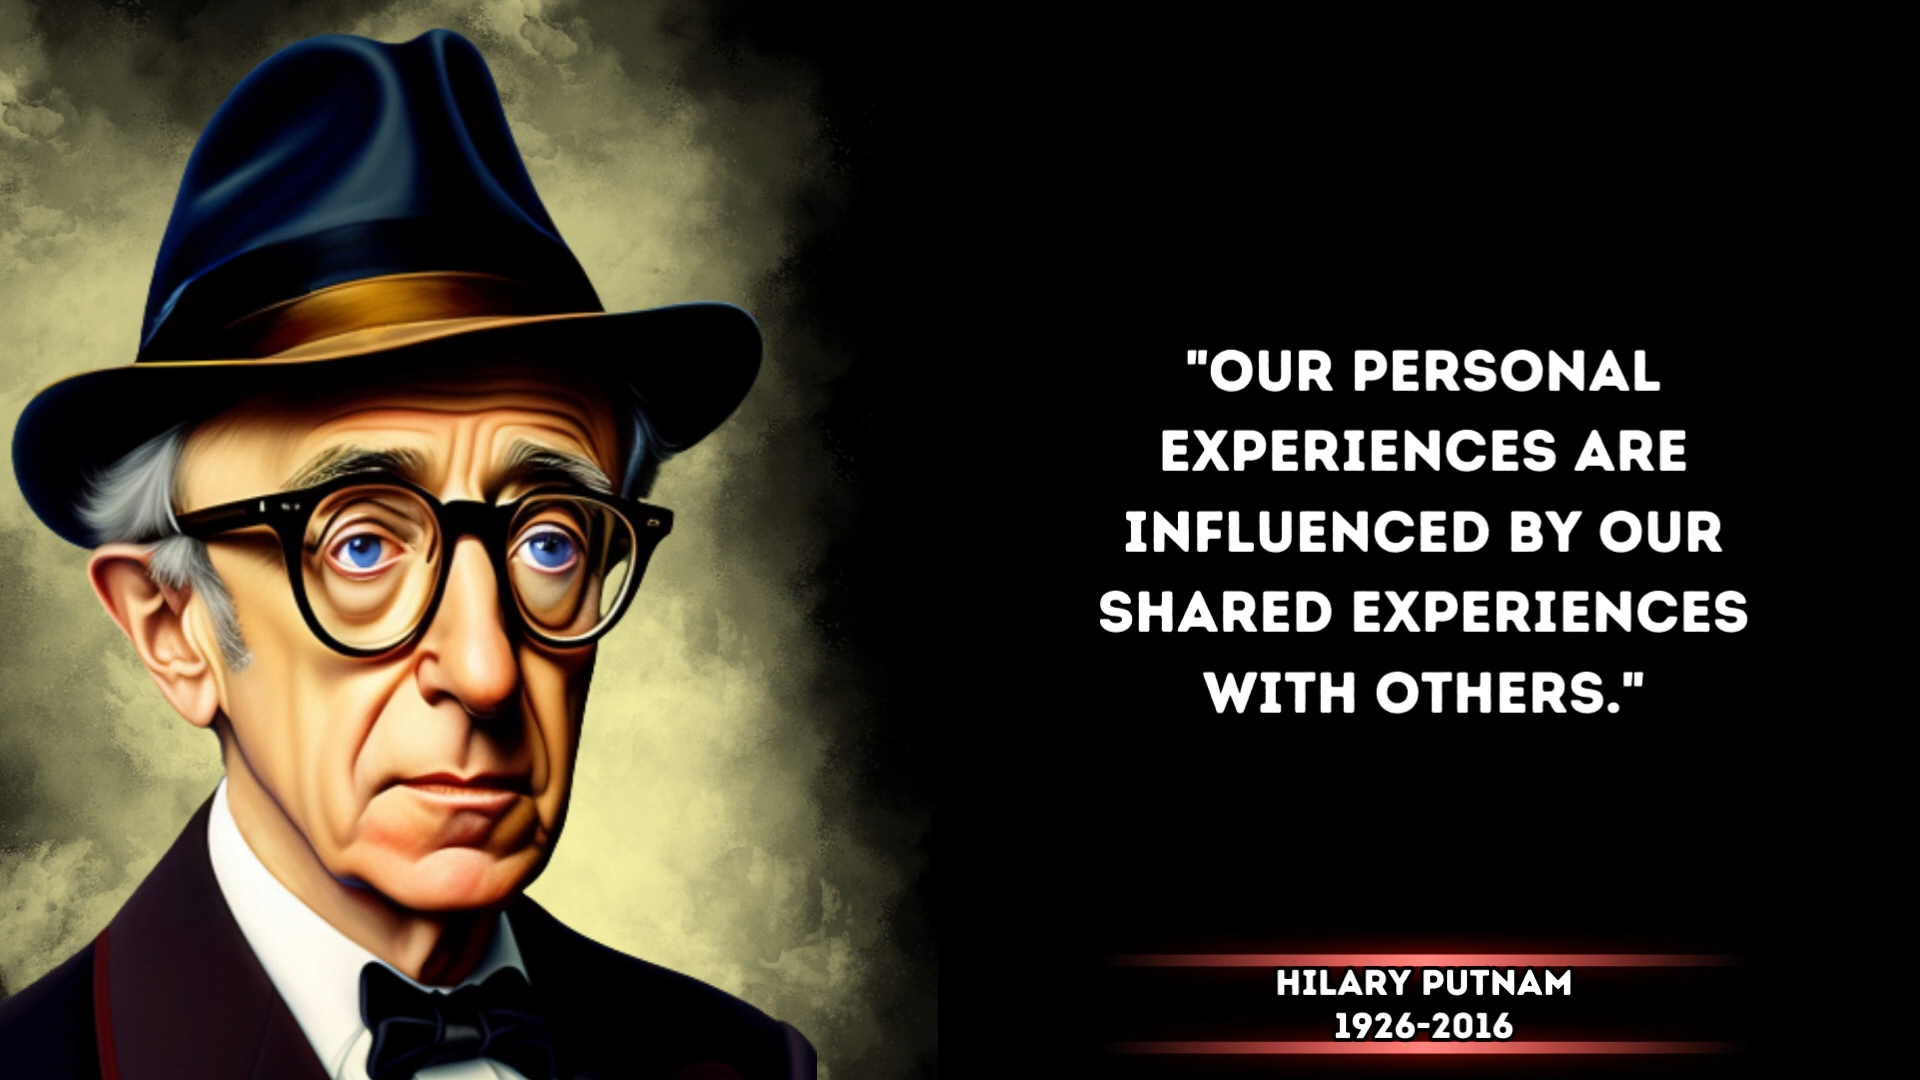 "OUR PERSONAL
EXPERIENCES ARE
INFLUENCED BY OUR
SHARED EXPERIENCES
WITH OTHERS."
HILARY PUTNAM
1926-2016